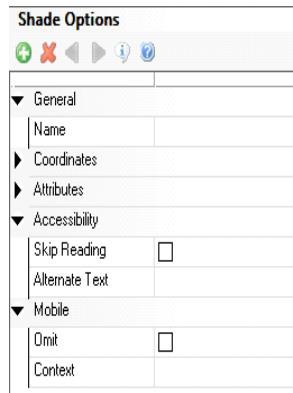 Shade Options
General
Name
Coordinates
Attributes
Accessibility
Skip Reading
Alternate Text
Mobile
Omit
Context